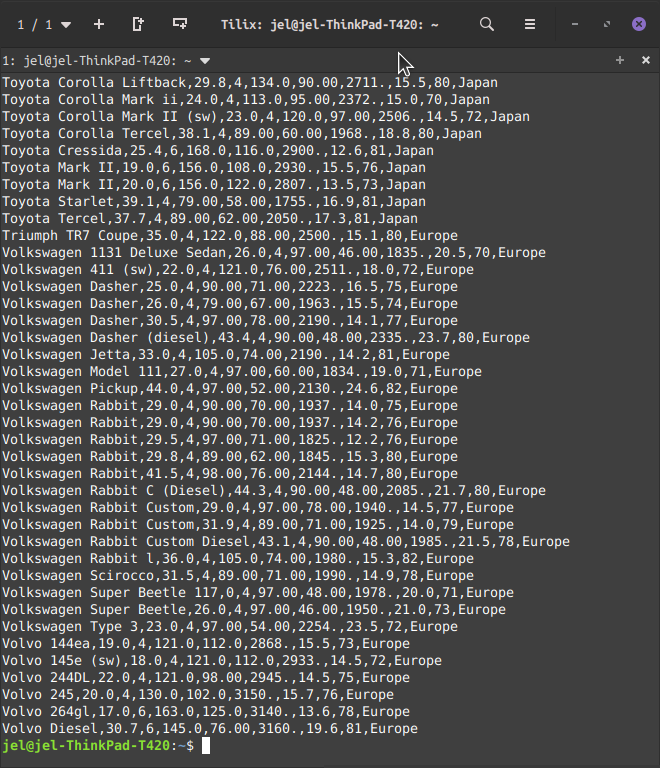 1 / 1
Tilix: jel@jel-ThinkPad-T420: ~
1: jel@jel-ThinkPad-T420: ~
Toyota Corolla Liftback,29.8,4,134.0,90.00,2711.,15.5,80,Japan
Toyota Corolla Mark ii,24.0,4,113.0,95.00,2372.,15.0,70,Japan
Toyota Corolla Mark II (sw),23.0,4,120.0,97.00,2506.,14.5,72,Japan
Toyota Corolla Tercel,38.1,4,89.00,60.00,1968.,18.8,80,Japan
Toyota Cressida,25.4,6,168.0,116.0,2900.,12.6,81,Japan
Toyota Mark II,19.0,6,156.0,108.0,2930.,15.5,76,Japan
Toyota Mark II,20.0,6,156.0,122.0,2807.,13.5,73,Japan
Toyota Starlet,39.1,4,79.00,58.00,1755.,16.9,81,Japan
Toyota Tercel,37.7,4,89.00,62.00,2050.,17.3,81,Japan
Triumph TR7 Coupe,35.0,4,122.0,88.00,2500.,15.1,80,Europe
Volkswagen 1131 Deluxe Sedan,26.0,4,97.00,46.00,1835.,20.5,70,Europe
Volkswagen 411 (sw),22.0,4,121.0,76.00,2511.,18.0,72,Europe
Volkswagen Dasher,25.0,4,90.00,71.00,2223.,16.5,75,Europe
Volkswagen Dasher,26.0,4,79.00,67.00,1963.,15.5,74,Europe
Volkswagen Dasher,30.5,4,97.00,78.00,2190.,14.1,77,Europe
Volkswagen Dasher (diesel),43.4,4,90.00,48.00,2335.,23.7,80,Europe
Volkswagen Jetta,33.0,4,105.0,74.00,2190.,14.2,81,Europe
Volkswagen Model 111,27.0,4,97.00,60.00,1834.,19.0,71,Europe
Volkswagen Pickup,44.0,4,97.00,52.00,2130.,24.6,82,Europe
Volkswagen Rabbit,29.0,4,90.00,70.00,1937.,14.0,75,Europe
Volkswagen Rabbit,29.0,4,90.00,70.00,1937.,14.2,76,Europe
Volkswagen Rabbit,29.5,4,97.00,71.00,1825.,12.2,76,Europe
Volkswagen Rabbit,29.8,4,89.00,62.00,1845.,15.3,80,Europe
Volkswagen Rabbit,41.5,4,98.00,76.00,2144.,14.7,80,Europe
Volkswagen Rabbit C (Diesel),44.3,4,90.00,48.00,2085.,21.7,80,Europe
Volkswagen Rabbit Custom,29.0,4,97.00,78.00,1940.,14.5,77,Europe
Volkswagen Rabbit Custom,31.9,4,89.00,71.00,1925.,14.0,79,Europe
Volkswagen Rabbit Custom Diesel,43.1,4,90.00,48.00,1985.,21.5,78,Europe
Volkswagen Rabbit l,36.0,4,105.0,74.00,1980.,15.3,82,Europe
Volkswagen Scirocco,31.5,4,89.00,71.00,1990.,14.9,78,Europe
Volkswagen Super Beetle 117,0,4,97.00,48.00,1978.,20.0,71,Europe
Volkswagen Super Beetle,26.0,4,97.00,46.00,1950.,21.0,73,Europe
Volkswagen Type 3,23.0,4,97.00,54.00,2254.,23.5,72,Europe
Volvo 144ea,19.0,4,121.0,112.0,2868.,15.5,73,Europe
Volvo 145e (sw),18.0,4,121.0,112.0,2933.,14.5,72,Europe
Volvo 244DL,22.0,4,121.0,98.00,2945.,14.5,75,Europe
Volvo 245,20.0,4,130.0,102.0,3150.,15.7,76,Europe
Volvo 264gl,17.0,6,163.0,125.0,3140.,13.6,78,Europe
Volvo Diesel,30.7,6,145.0,76.00,3160.,19.6,81,Europe
jel@jel-ThinkPad-T420:~$